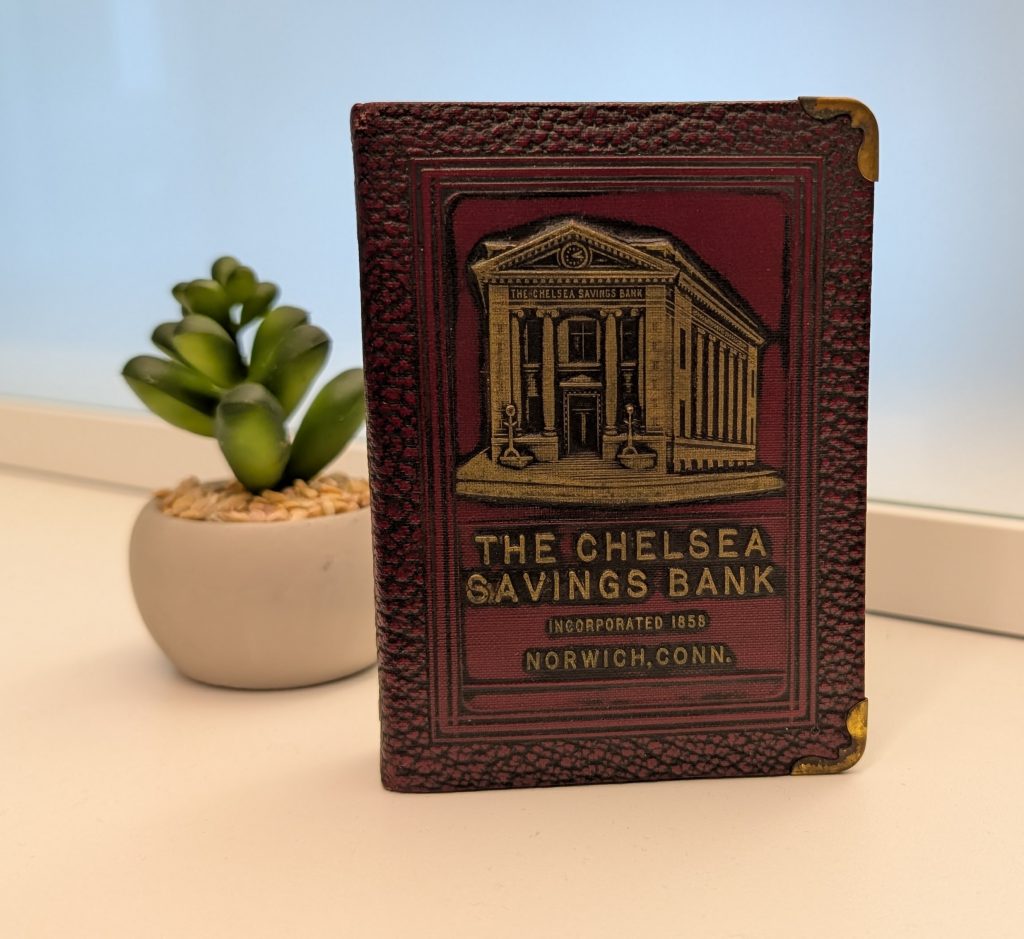 THE CHELSEA SAVINGS BANK
THE CHELSEA
SAVINGS BANK
INCORPORATED 1858
NORWICH, CONN.